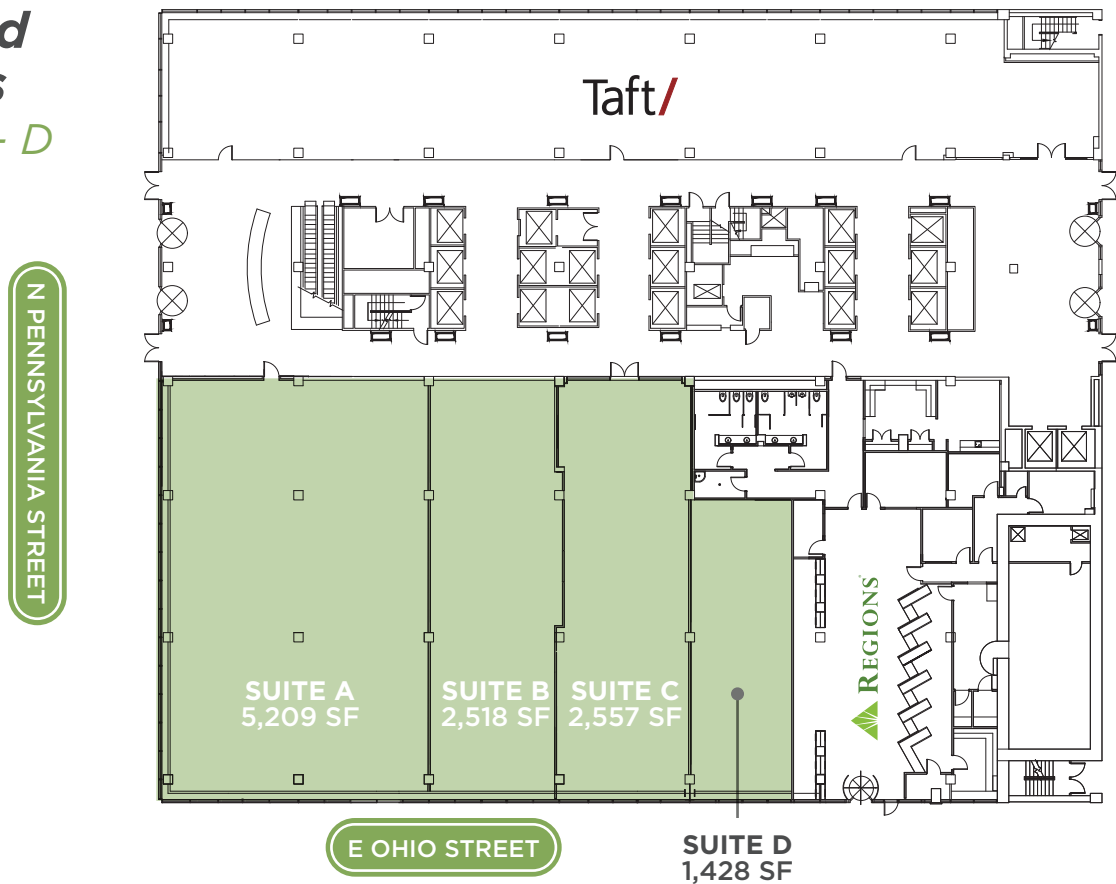 d
s
- D
Taft/
N PENNSYLVANIA STREET
REGIONS
SUITE A
5,209 SF
SUITE B
2,518 SF
SUITE C
2,557 SF
E OHIO STREET
SUITE D
1,428 SF